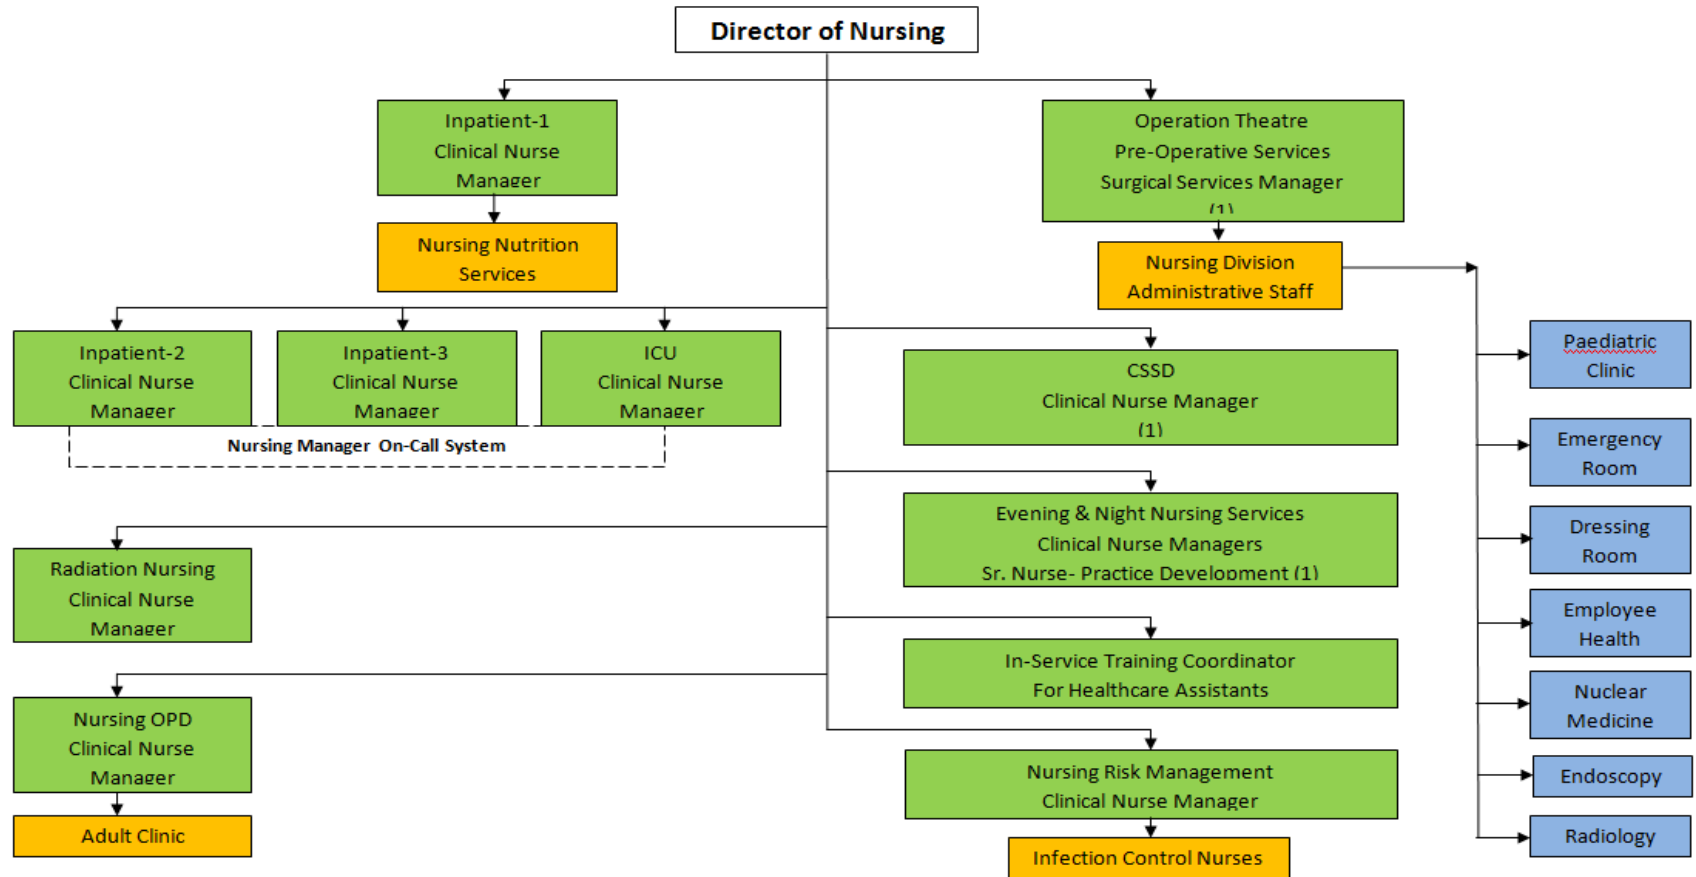 Director of Nursing
Inpatient-1
Clinical Nurse
Manager
Operation Theatre
Pre-Operative Services
Surgical Services Manager
(1)
Nursing Nutrition
Services
Nursing Division
Administrative Staff
Inpatient-2
Clinical Nurse
Manager
Inpatient-3
Clinical Nurse
Manager
ICU
Clinical Nurse
Manager
Nursing Manager On-Call System
CSSD
Clinical Nurse Manager
(1)
Evening & Night Nursing Services
Clinical Nurse Managers
Sr. Nurse- Practice Development (1)
Radiation Nursing
Clinical Nurse
Manager
In-Service Training Coordinator
For Healthcare Assistants
Nursing OPD
Clinical Nurse
Manager
Adult Clinic
Nursing Risk Management
Clinical Nurse Manager
Infection Control Nurses
Paediatric
Clinic
Emergency
Room
Dressing
Room
Employee
Health
Nuclear
Medicine
Endoscopy
Radiology